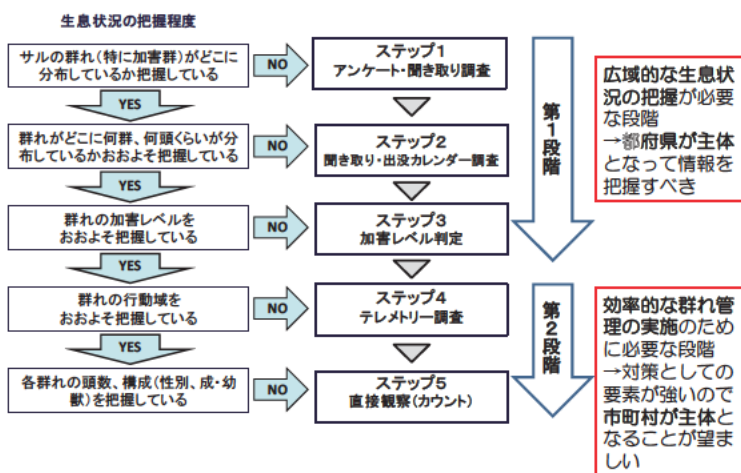 生息状況の把握程度
サルの群れ（特に加害群）がどこに
分布しているか把握している
NO
ステップ1
アンケート・聞き取り調査
YES
群れがどこに何群、何頭くらいが分
布しているかおおよそ把握している
NO
ステップ2
聞き取り・出没カレンダー調査
YES
群れの加害レベルを
おおよそ把握している
NO
ステップ3
加害レベル判定
YES
群れの行動域を
おおよそ把握している
NO
ステップ4
テレメトリー調査
YES
各群れの頭数、構成（性別、成・幼
獣）を把握している
NO
ステップ5
直接観察（カウント）
第1段階
広域的な生息状
況の把握が必要
な段階
→都府県が主体
となって情報を
把握すべき
第2段階
効率的な群れ管
理の実施のため
に必要な段階
→対策としての
要素が強いので
市町村が主体と
なることが望ま
しい